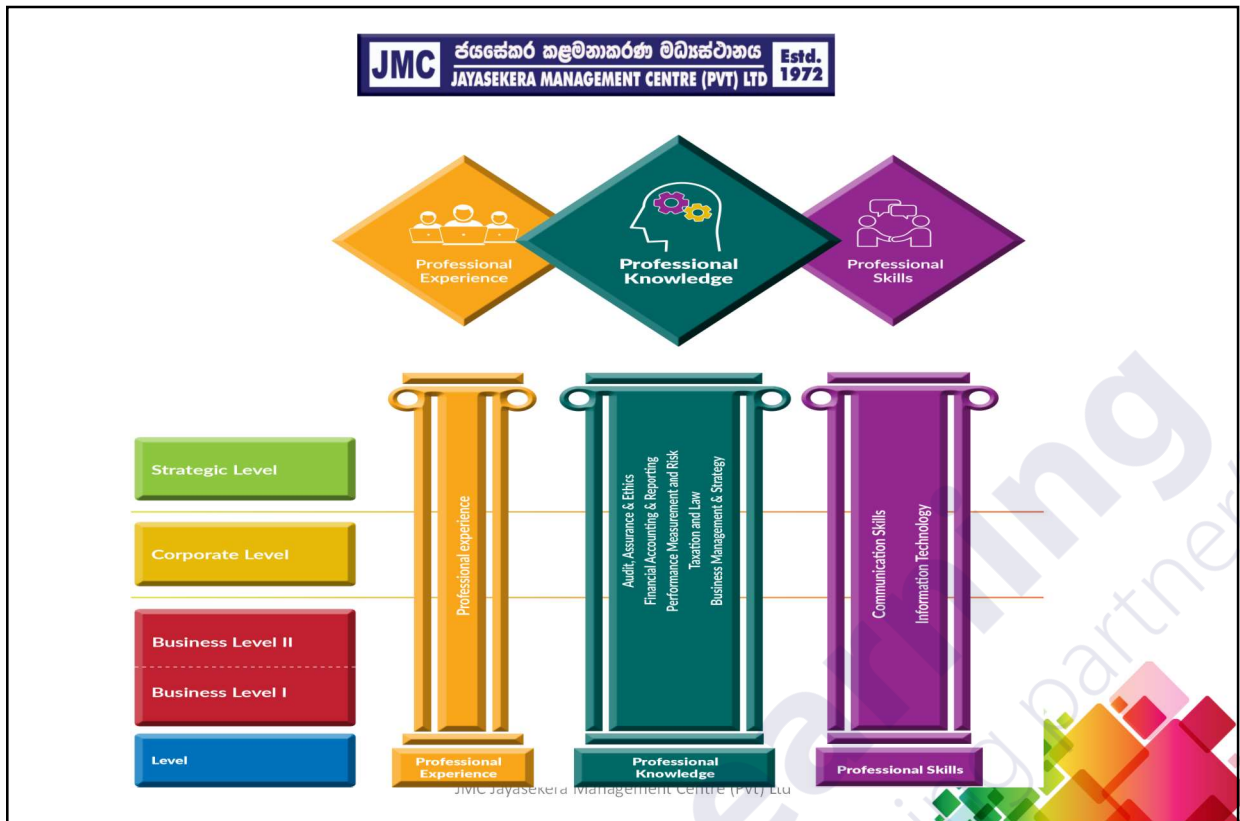 JMC
ජයසේකර කළමනාකරණ මධ්‍යස්ථානය
JAYASEKERA MANAGEMENT CENTRE (PVT) LTD
Estd.
1972
Professional
Experience
Professional
Knowledge
Professional
Skills
Strategic Level
Corporate Level
Business Level II
Business Level I
Level
Professional experience
Audit, Assurance & Ethics
Financial Accounting & Reporting
Performance Measurement and Risk
Taxation and Law
Business Management & Strategy
Communication Skills
Information Technology
Professional
Experience
Professional
Knowledge
Professional Skills
JMC Jayasekera Management Centre (Pvt) Ltd